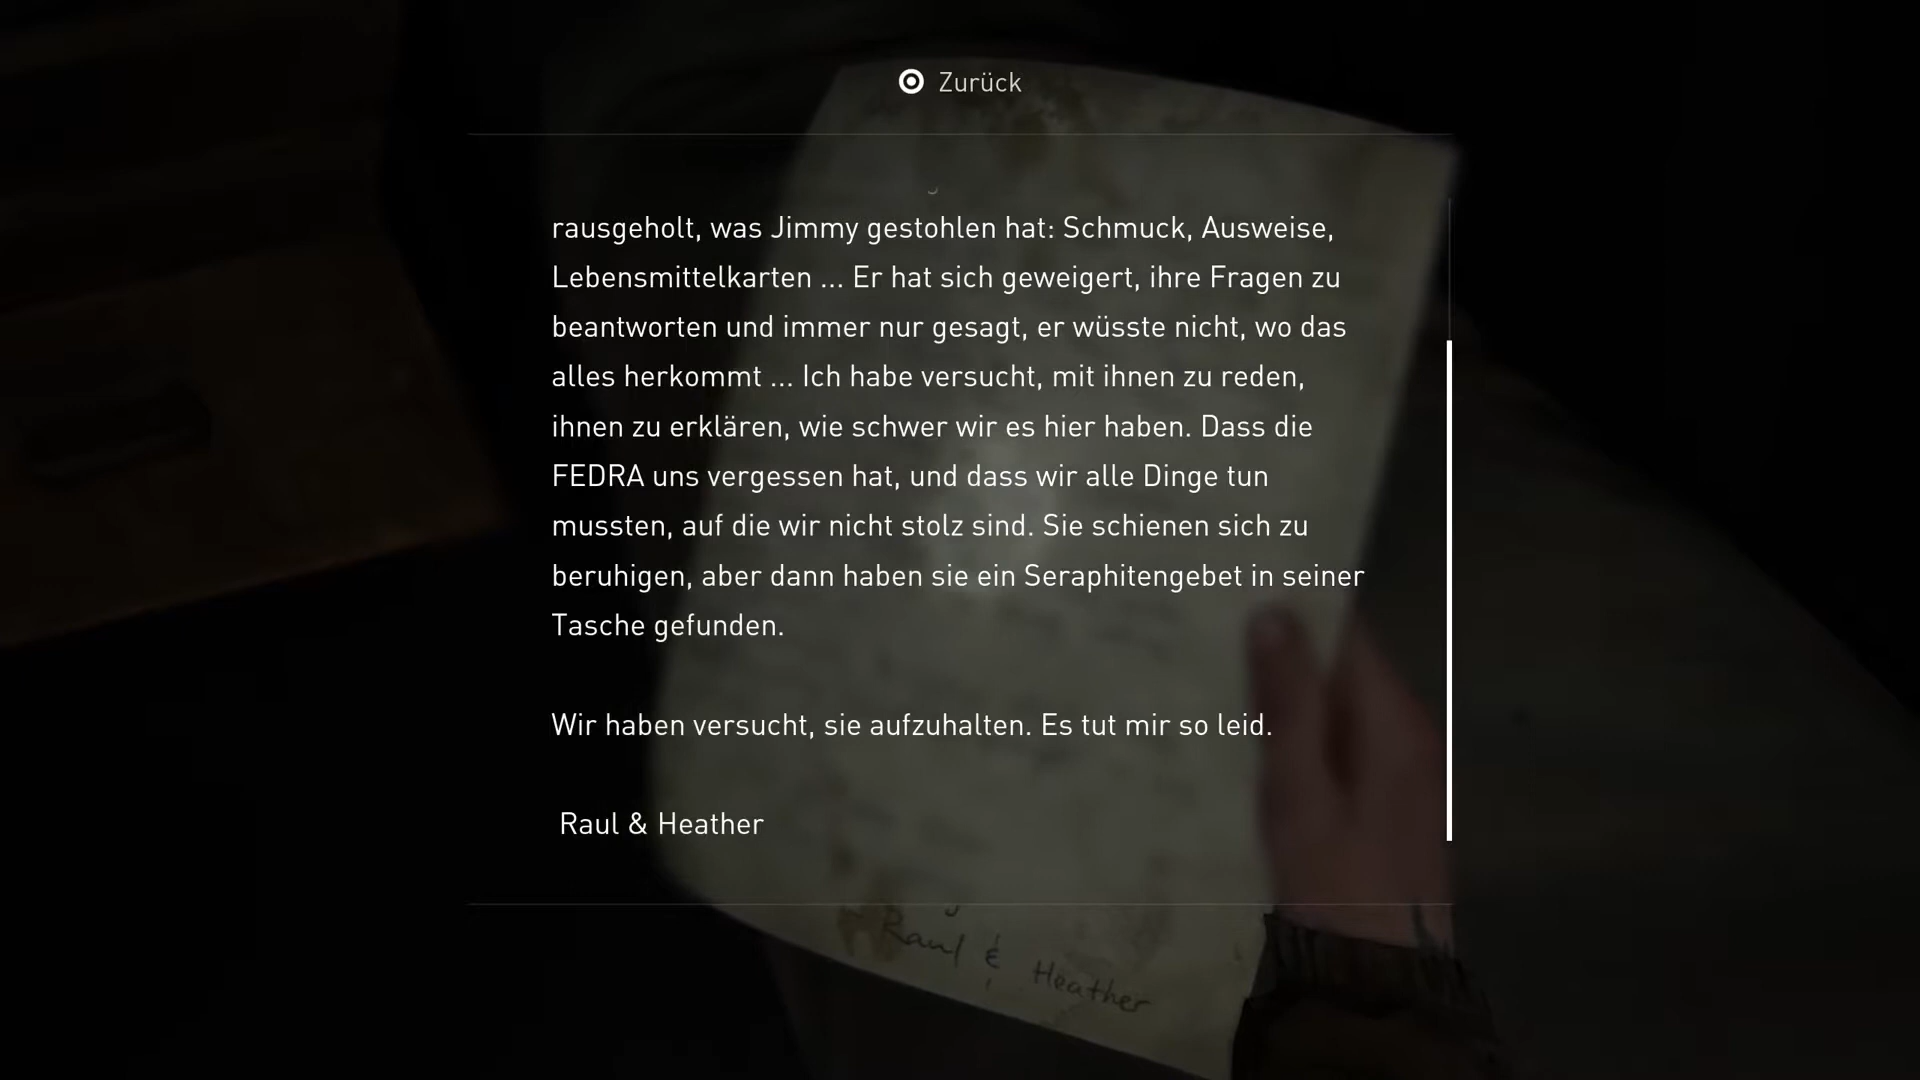 Zurück
rausgeholt, was Jimmy gestohlen hat: Schmuck, Ausweise,
Lebensmittelkarten ... Er hat sich geweigert, ihre Fragen zu
beantworten und immer nur gesagt, er wüsste nicht, wo das
alles herkommt ... Ich habe versucht, mit ihnen zu reden,
ihnen zu erklären, wie schwer wir es hier haben. Dass die
FEDRA uns vergessen hat, und dass wir alle Dinge tun
mussten, auf die wir nicht stolz sind. Sie schienen sich zu
beruhigen, aber dann haben sie ein Seraphitengebet in seiner
Tasche gefunden.
Wir haben versucht, sie aufzuhalten. Es tut mir so leid.
Raul & Heather
Raul & Heather